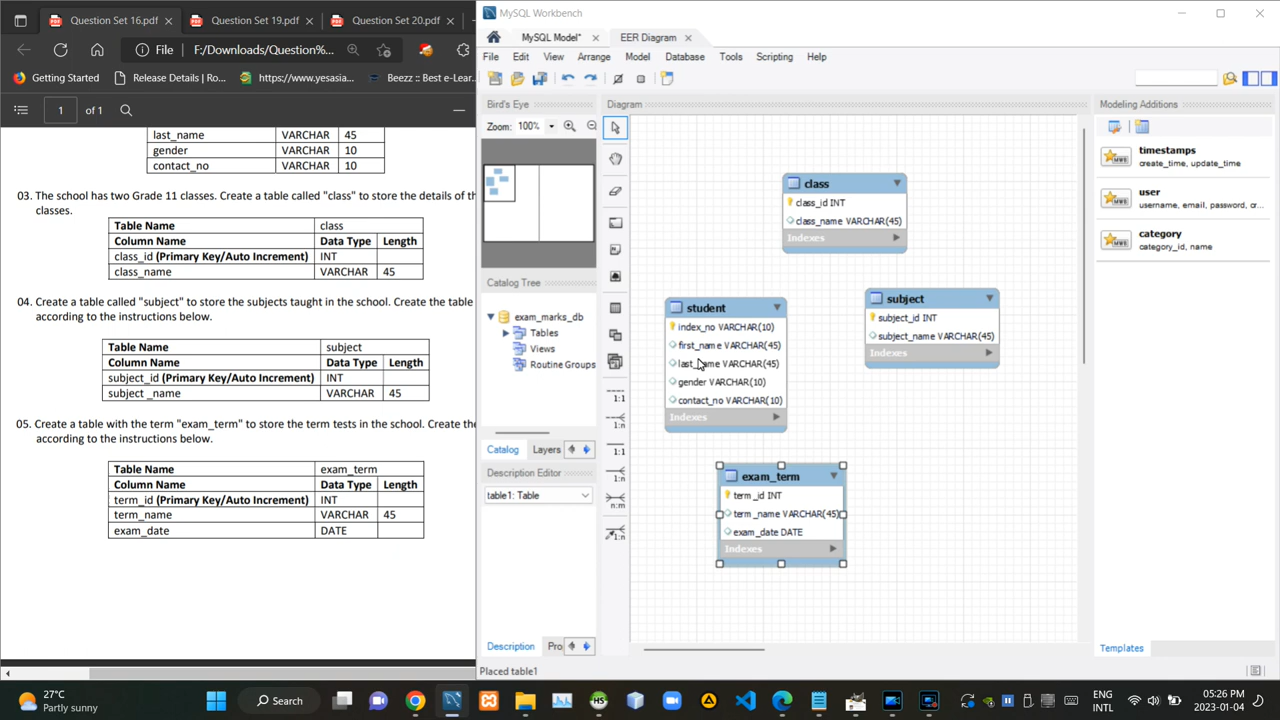 Question Set 16.pdf
Question Set 19.pdf
Question Set 20.pdf
File
F:/Downloads/Question%...
Getting Started
Release Details | Ro...
https://www.yesasia...
Beezz :: Best e-Lear...
1
of 1
last_name VARCHAR 45
gender VARCHAR 10
contact_no VARCHAR 10
03. The school has two Grade 11 classes. Create a table called "class" to store the details of th
classes.
Table Name class
Column Name Data Type Length
class_id (Primary Key/Auto Increment) INT
class_name VARCHAR 45
04. Create a table called "subject" to store the subjects taught in the school. Create the table
according to the instructions below.
Table Name subject
Column Name Data Type Length
subject_id (Primary Key/Auto Increment) INT
subject _name VARCHAR 45
05. Create a table with the term "exam_term" to store the term tests in the school. Create the
according to the instructions below.
Table Name exam_term
Column Name Data Type Length
term_id (Primary Key/Auto Increment) INT
term_name VARCHAR 45
exam_date DATE
MySQL Workbench
MySQL Model*
EER Diagram
File Edit View Arrange Model Database Tools Scripting Help
Bird's Eye
Zoom: 100%
Catalog Tree
exam_marks_db
Tables
Views
Routine Groups
Catalog Layers
Description Editor
table1: Table
Description Pro
Placed table1
Diagram
1:1
1:n
1:1
1:n
n:m
1:n
class
class_id INT
class_name VARCHAR(45)
Indexes
student
index_no VARCHAR(10)
first_name VARCHAR(45)
last_name VARCHAR(45)
gender VARCHAR(10)
contact_no VARCHAR(10)
Indexes
subject
subject_id INT
subject_name VARCHAR(45)
Indexes
exam_term
term_id INT
term_name VARCHAR(45)
exam_date DATE
Indexes
Modeling Additions
timestamps
create_time, update_time
user
username, email, password, cr...
category
category_id, name
Templates
27°C
Partly sunny
Search
ENG
INTL
05:26 PM
2023-01-04